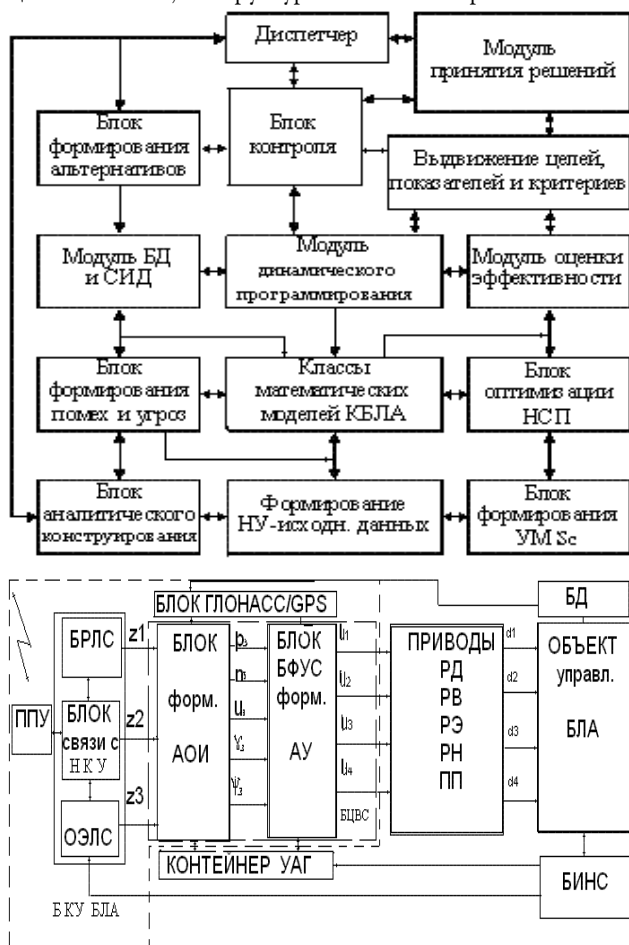 Диспетчер
Модуль
принятия решений
Блок
формирования
альтернативов
Блок
контроля
Выдвижение целей,
показателей и критериев
Модуль БД
и СИД
Модуль
динамического
программирования
Модуль оценки
эффективности
Блок
формирования
помех и угроз
Классы
математических
моделей КБЛА
Блок
оптимизации
НСП
Блок
аналитического
конструирования
Формирование
НУ-исходн. данных
Блок
формирования
УМ Sc
БЛОК ГЛОНАСС/GPS
БД
БРЛС
z1
БЛОК
форм.
АОИ
БЛОК
БФУС
форм.
АУ
ПРИВОДЫ
РД
РВ
РЭ
РН
ПП
d1
d2
d3
d4
ОБЪЕКТ
управл.
БЛА
ППУ
БЛОК
связи с
НКУ
z2
ОЭЛС
z3
БЦВС
КОНТЕЙНЕР УАГ
БИНС
БКУ БЛА